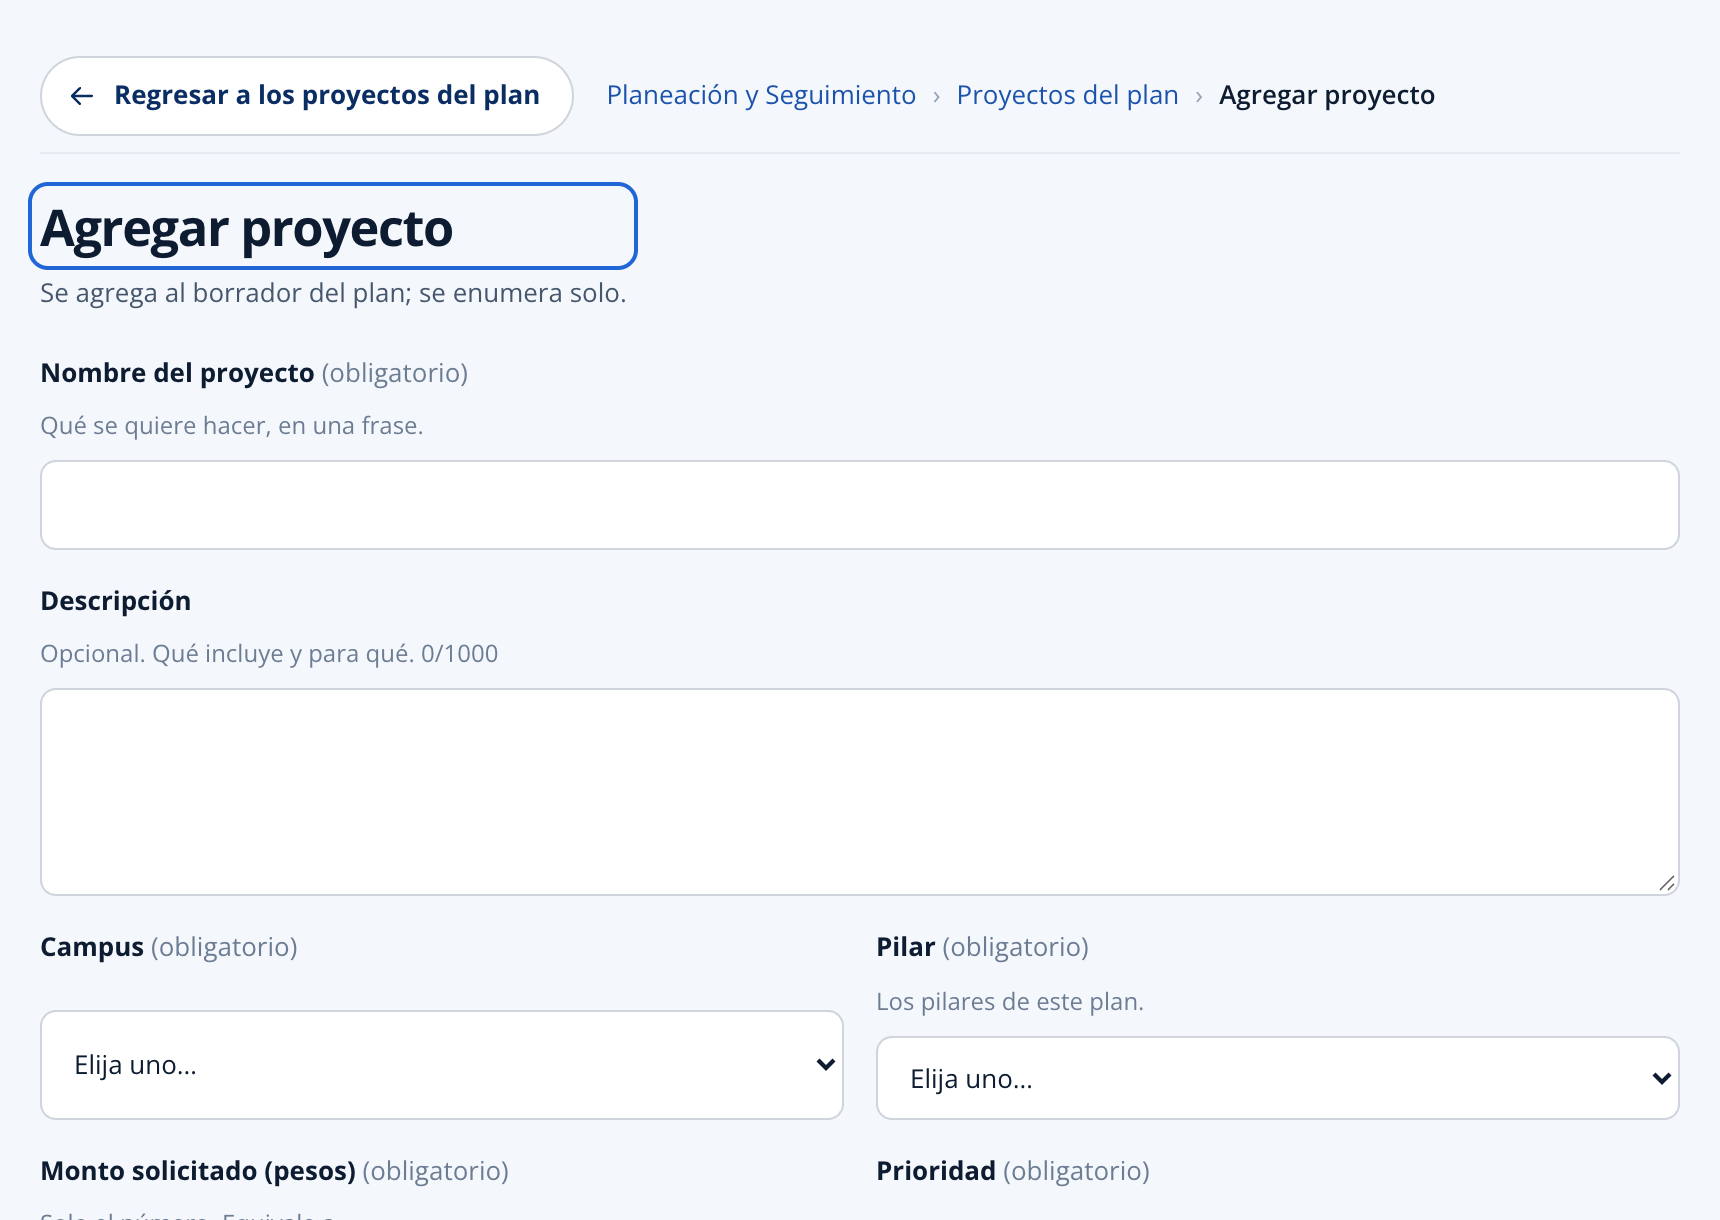 ← Regresar a los proyectos del plan Planeación y Seguimiento › Proyectos del plan › Agregar proyecto
Agregar proyecto
Se agrega al borrador del plan; se enumera solo.
Nombre del proyecto (obligatorio)
Qué se quiere hacer, en una frase.
Descripción
Opcional. Qué incluye y para qué. 0/1000
Campus (obligatorio)
Pilar (obligatorio)
Los pilares de este plan.
Elija uno...
Elija uno...
Monto solicitado (pesos) (obligatorio)
Prioridad (obligatorio)